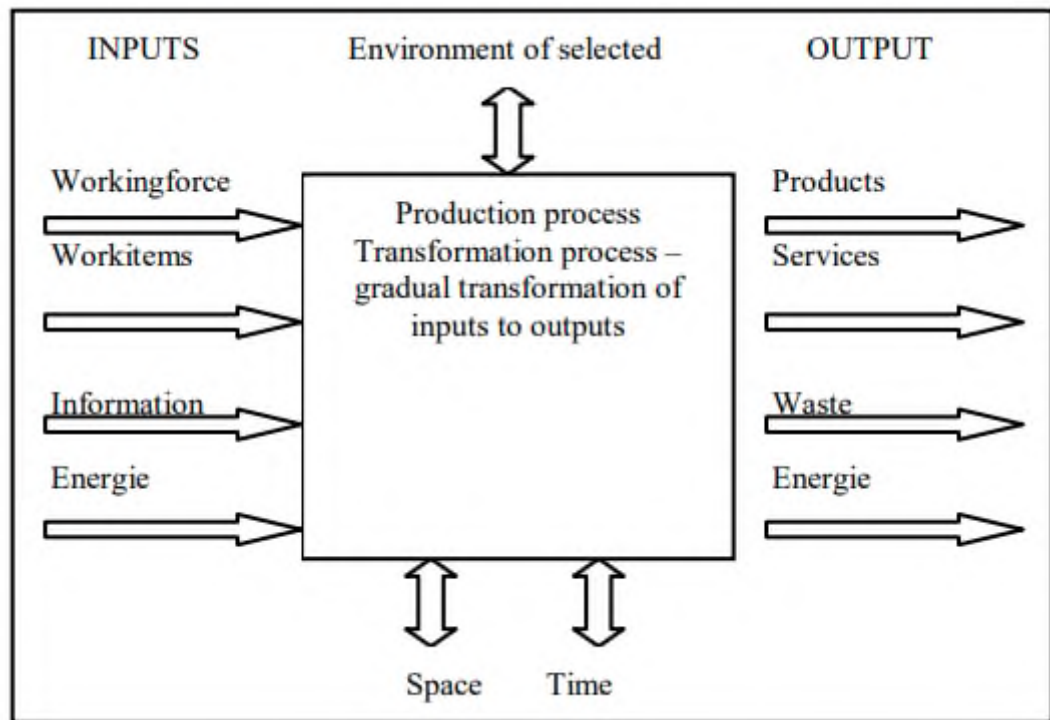 INPUTS
Environment of selected
OUTPUT
Workingforce
Workitems
Information
Energie
Production process
Transformation process –
gradual transformation of
inputs to outputs
Products
Services
Waste
Energie
Space
Time